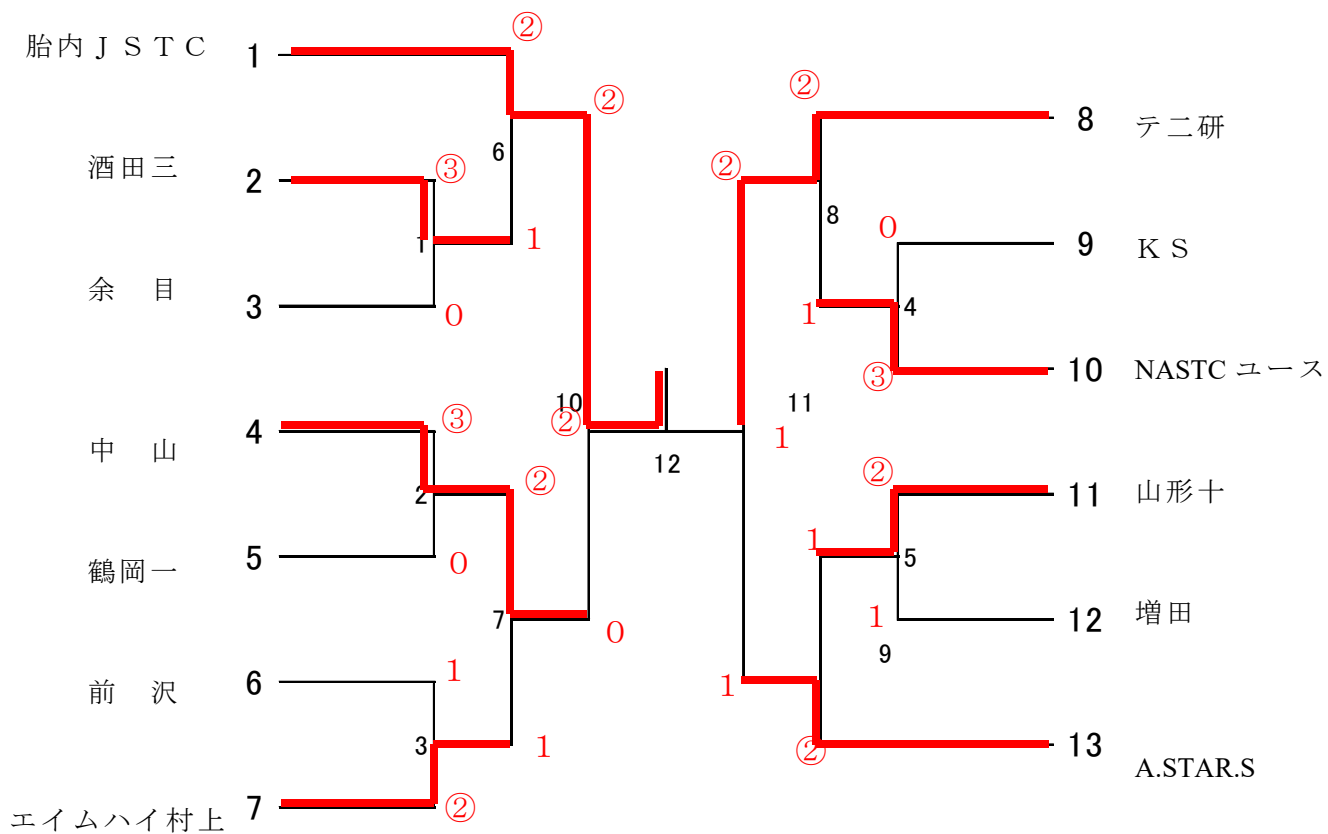 胎内ＪＳＴＣ 1 ②
② ②
8 テ二研
6
酒田三 2 ③ ②
8 0
1 1 9 ＫＳ
余　目 3 0 1 4
③ 10 NASTC ユース
10 11
中　山 4 ③ ② 1
12
2 ② ② 11 山形十
鶴岡一 5 0 1 5
7 0 1 12 増田
9
前　沢 6 1 1
3 1 ② 13 A.STAR.S
エイムハイ村上 7 ②